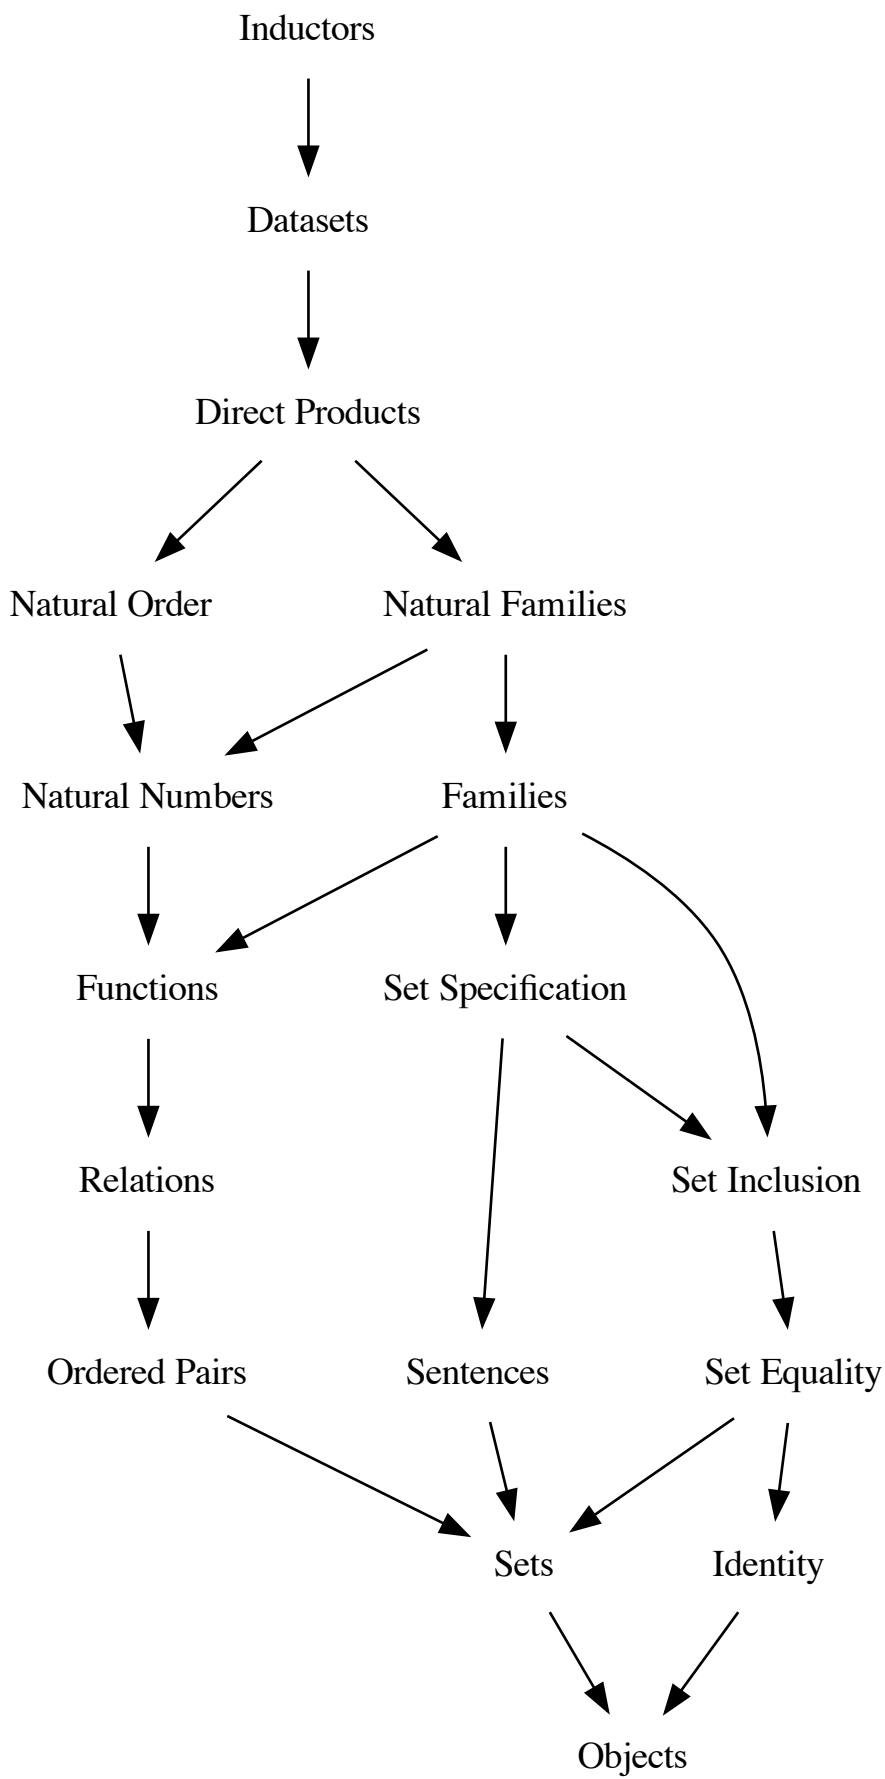 Inductors
Datasets
Direct Products
Natural Order
Natural Families
Natural Numbers
Families
Functions
Set Specification
Relations
Set Inclusion
Ordered Pairs
Sentences
Set Equality
Sets
Identity
Objects